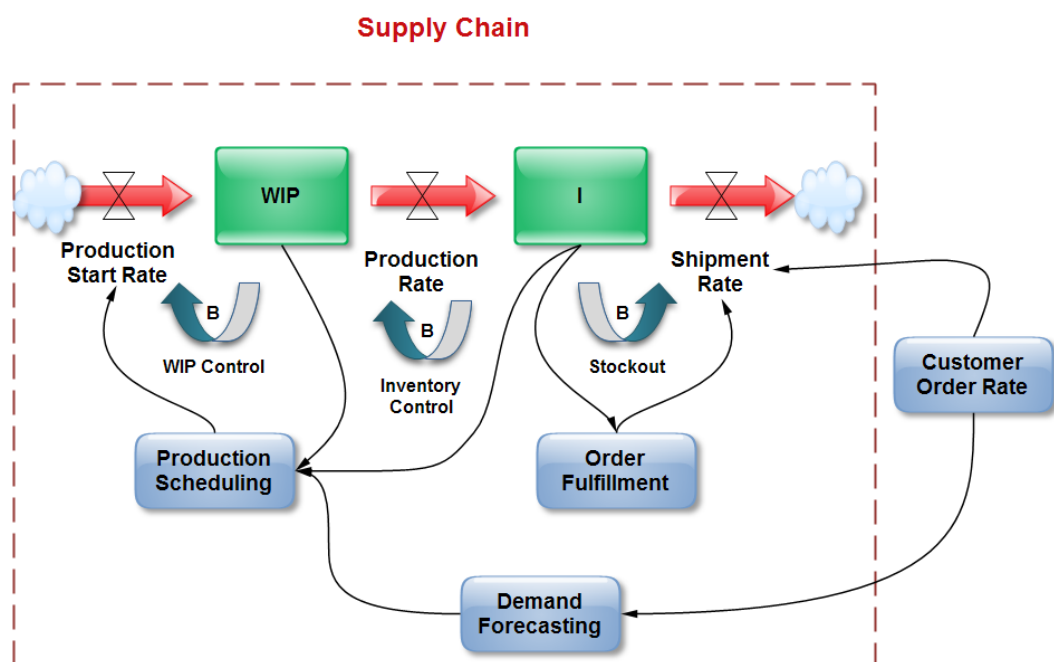 Supply Chain
WIP
I
Production
Start Rate
Production
Rate
Shipment
Rate
B
WIP Control
B
Inventory
Control
B
Stockout
Customer
Order Rate
Production
Scheduling
Order
Fulfillment
Demand
Forecasting